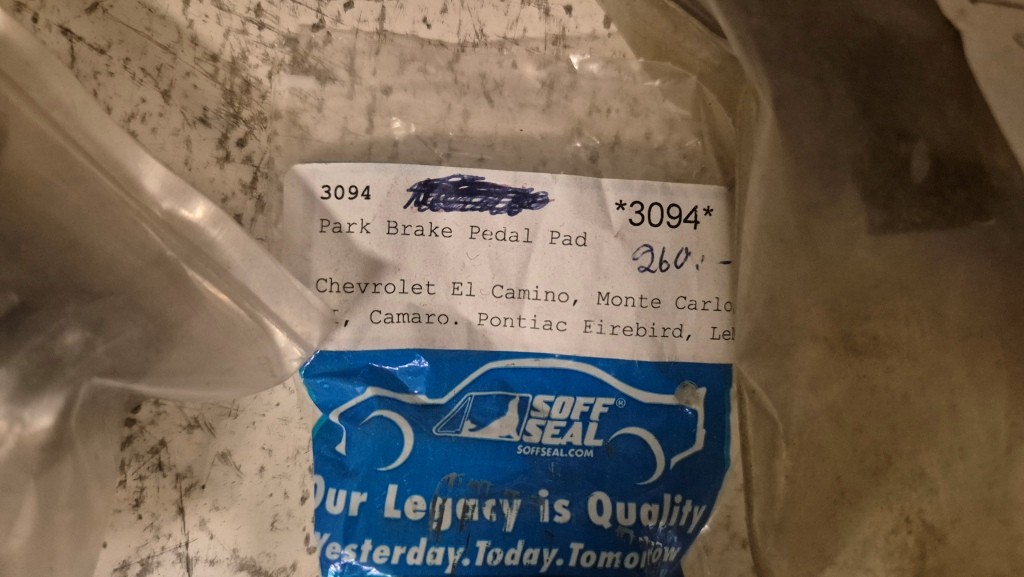 3094
*3094*
Park Brake Pedal Pad
260:-
Chevrolet El Camino, Monte Carlo
Camaro. Pontiac Firebird,
SOFF
SEAL®
SOFFSEAL.COM
Our Legacy is Quality
Yesterday.Today.Tomorrow